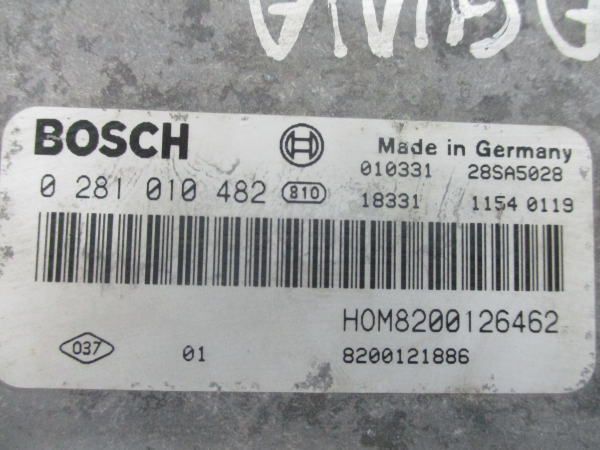 BOSCH Made in Germany
010331 28SA5028
0 281 010 482 810
18331 1154 0119
HOM8200126462
037 01 8200121886